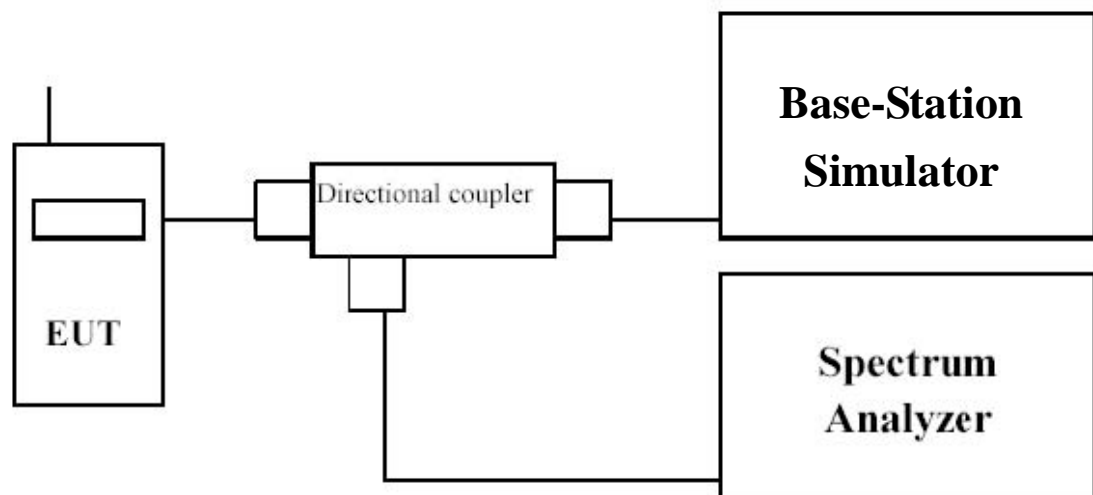 EUT
Directional coupler
Base-Station
Simulator
Spectrum
Analyzer